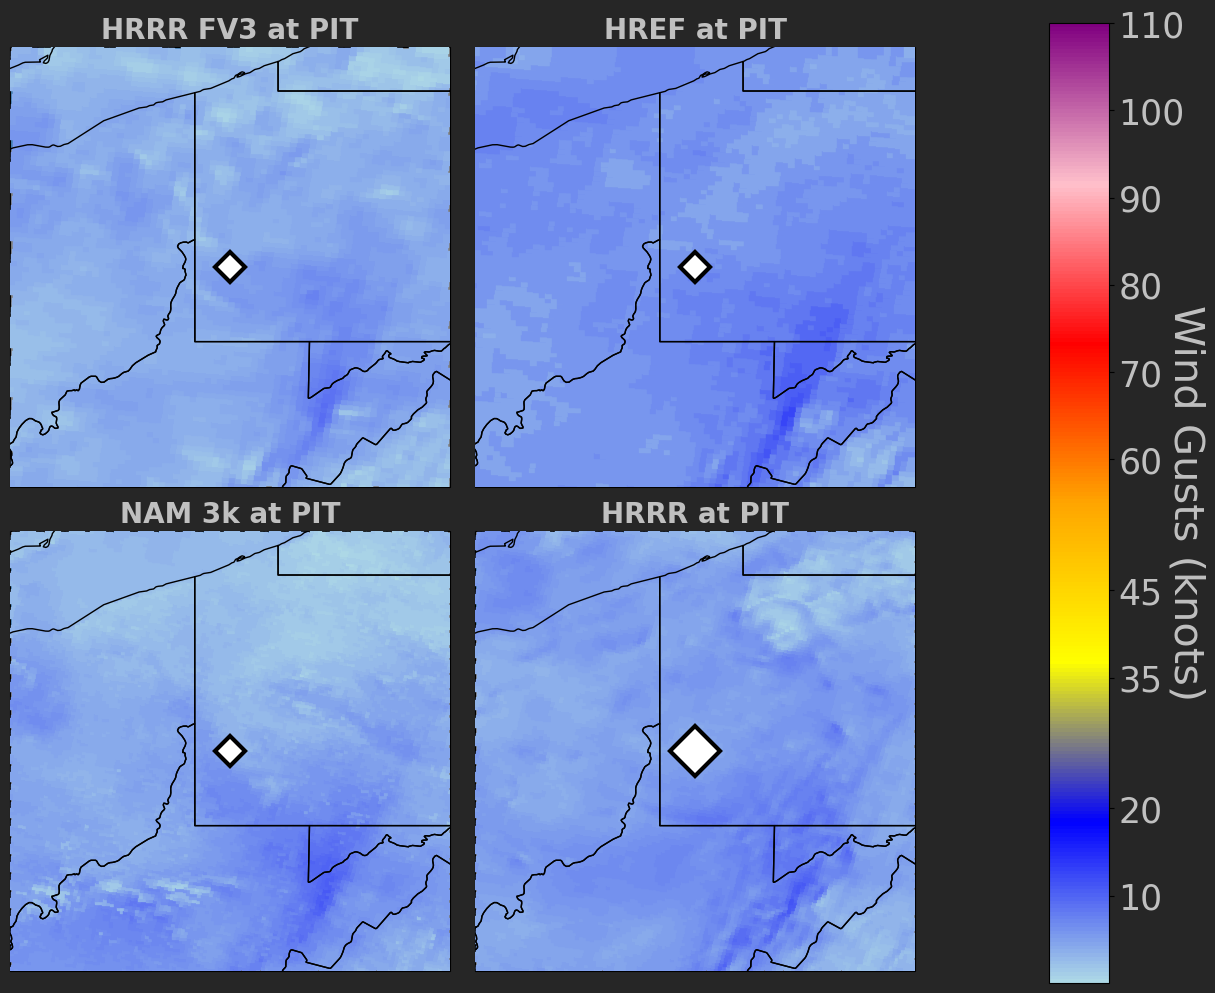 HRRR FV3 at PIT
HREF at PIT
NAM 3k at PIT
HRRR at PIT
110
100
90
80
70
60
45
35
20
10
Wind Gusts (knots)